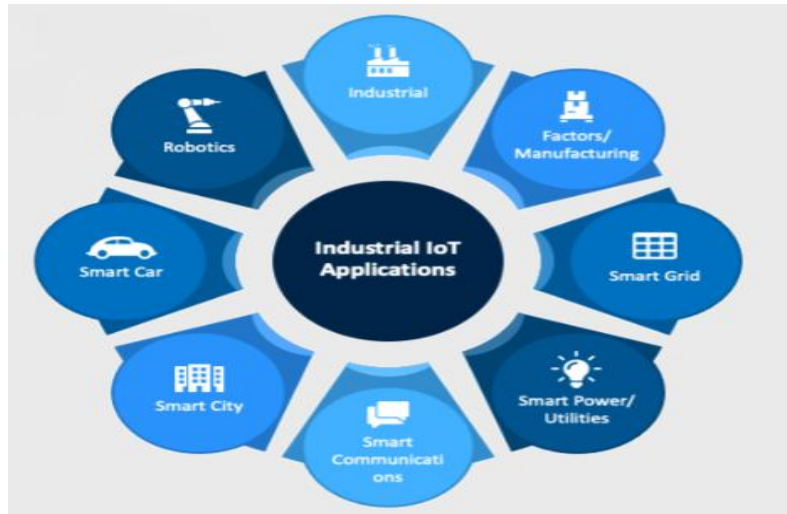 Industrial
Robotics
Factors/
Manufacturing
Industrial IoT
Applications
Smart Car
Smart Grid
Smart City
Smart Power/
Utilities
Smart
Communicati
ons